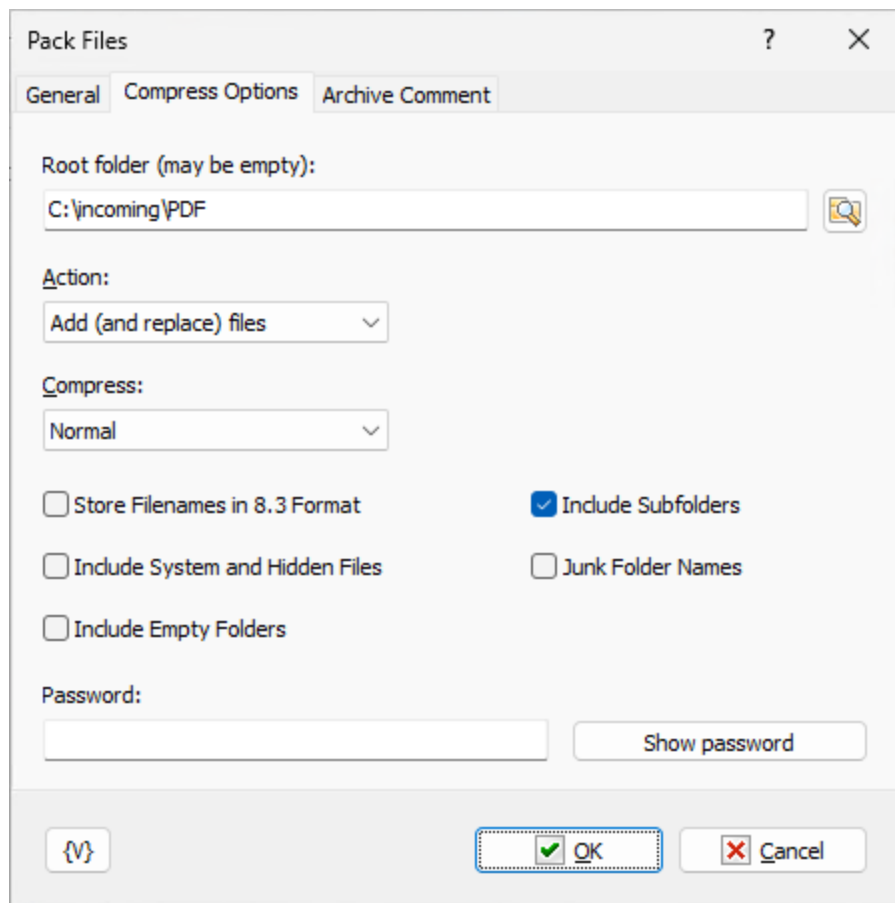 Pack Files ?
General Compress Options Archive Comment
Root folder (may be empty):
C:\incoming\PDF
Action:
Add (and replace) files
Compress:
Normal
Store Filenames in 8.3 Format Include Subfolders
Include System and Hidden Files Junk Folder Names
Include Empty Folders
Password:
Show password
{V} OK Cancel